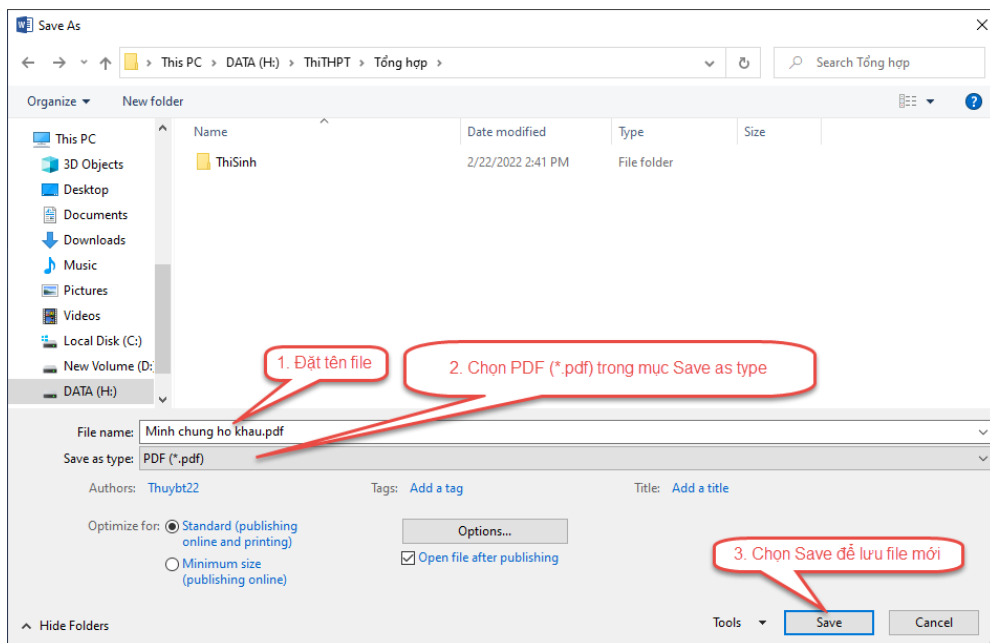 Save As
This PC > DATA (H:) > ThiTHPT > Tổng hợp >
Search Tổng hợp
Organize
New folder
Name
Date modified
Type
Size
This PC
3D Objects
Desktop
Documents
Downloads
Music
Pictures
Videos
Local Disk (C:)
New Volume (D:
DATA (H:)
ThiSinh
2/22/2022 2:41 PM
File folder
1. Đặt tên file
2. Chọn PDF (*.pdf) trong mục Save as type
File name: Minh chung ho khau.pdf
Save as type: PDF (*.pdf)
Authors: Thuybt22
Tags: Add a tag
Title: Add a title
Optimize for: Standard (publishing
online and printing)
Minimum size
(publishing online)
Options...
Open file after publishing
3. Chọn Save để lưu file mới
Hide Folders
Tools
Save
Cancel